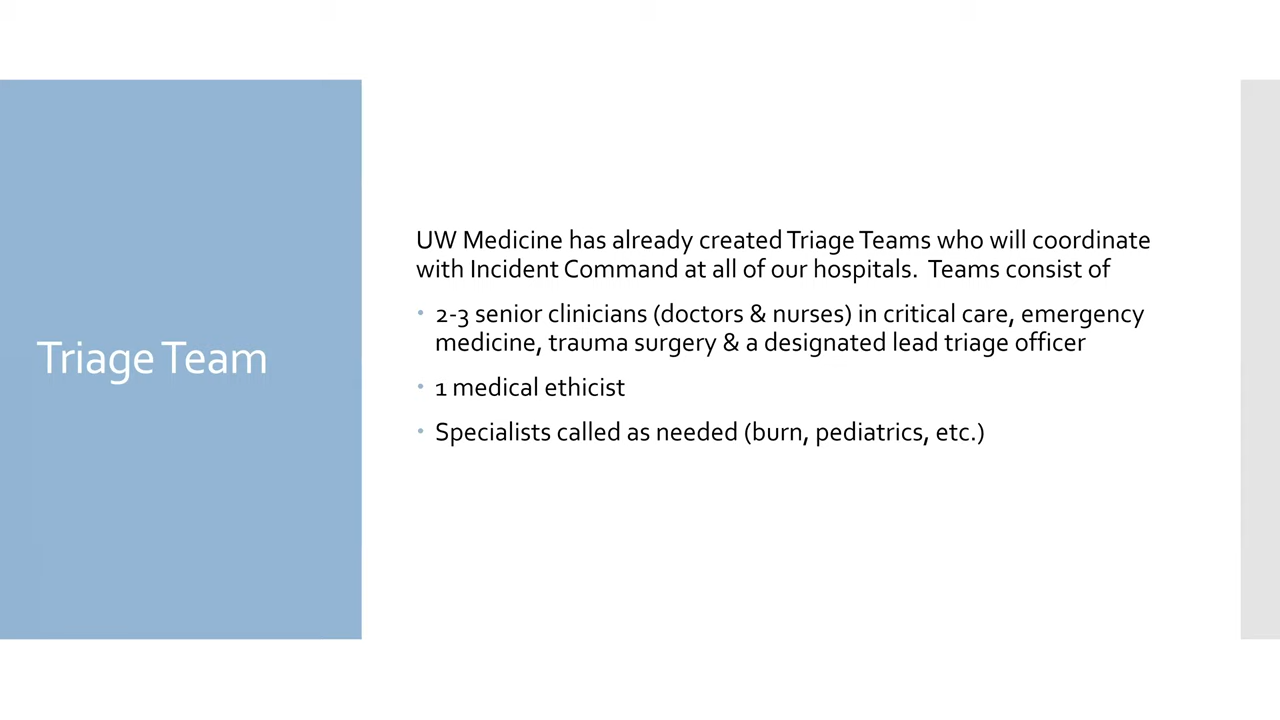 Triage Team
UW Medicine has already created Triage Teams who will coordinate
with Incident Command at all of our hospitals.  Teams consist of
• 2-3 senior clinicians (doctors & nurses) in critical care, emergency
medicine, trauma surgery & a designated lead triage officer
• 1 medical ethicist
• Specialists called as needed (burn, pediatrics, etc.)